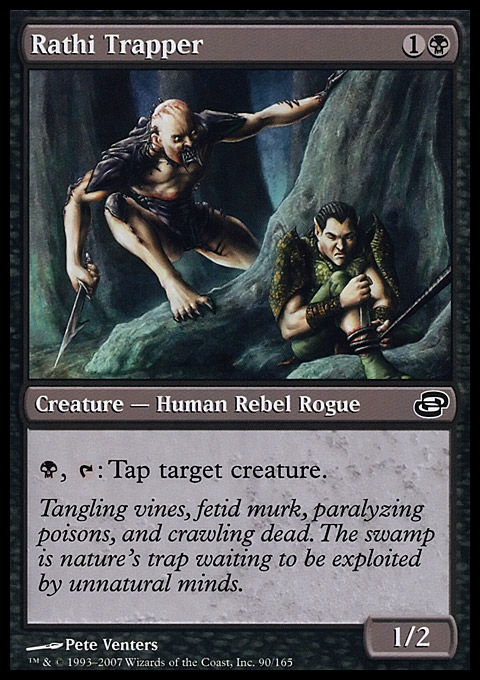 Rathi Trapper
1
Creature — Human Rebel Rogue
, : Tap target creature.
Tangling vines, fetid murk, paralyzing
poisons, and crawling dead. The swamp
is nature's trap waiting to be exploited
by unnatural minds.
1/2
Pete Venters
™ & © 1993–2007 Wizards of the Coast, Inc. 90/165